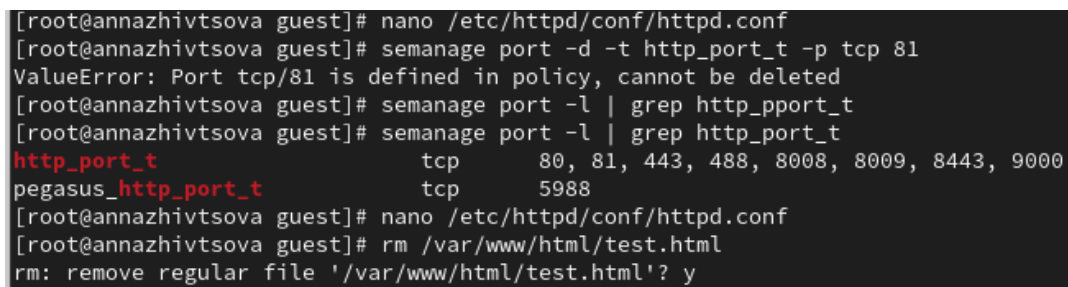 [root@annazhivtsova guest]# nano /etc/httpd/conf/httpd.conf
[root@annazhivtsova guest]# semanage port -d -t http_port_t -p tcp 81
ValueError: Port tcp/81 is defined in policy, cannot be deleted
[root@annazhivtsova guest]# semanage port -l | grep http_pport_t
[root@annazhivtsova guest]# semanage port -l | grep http_port_t
http_port_t                    tcp      80, 81, 443, 488, 8008, 8009, 8443, 9000
pegasus_http_port_t            tcp      5988
[root@annazhivtsova guest]# nano /etc/httpd/conf/httpd.conf
[root@annazhivtsova guest]# rm /var/www/html/test.html
rm: remove regular file '/var/www/html/test.html'? y